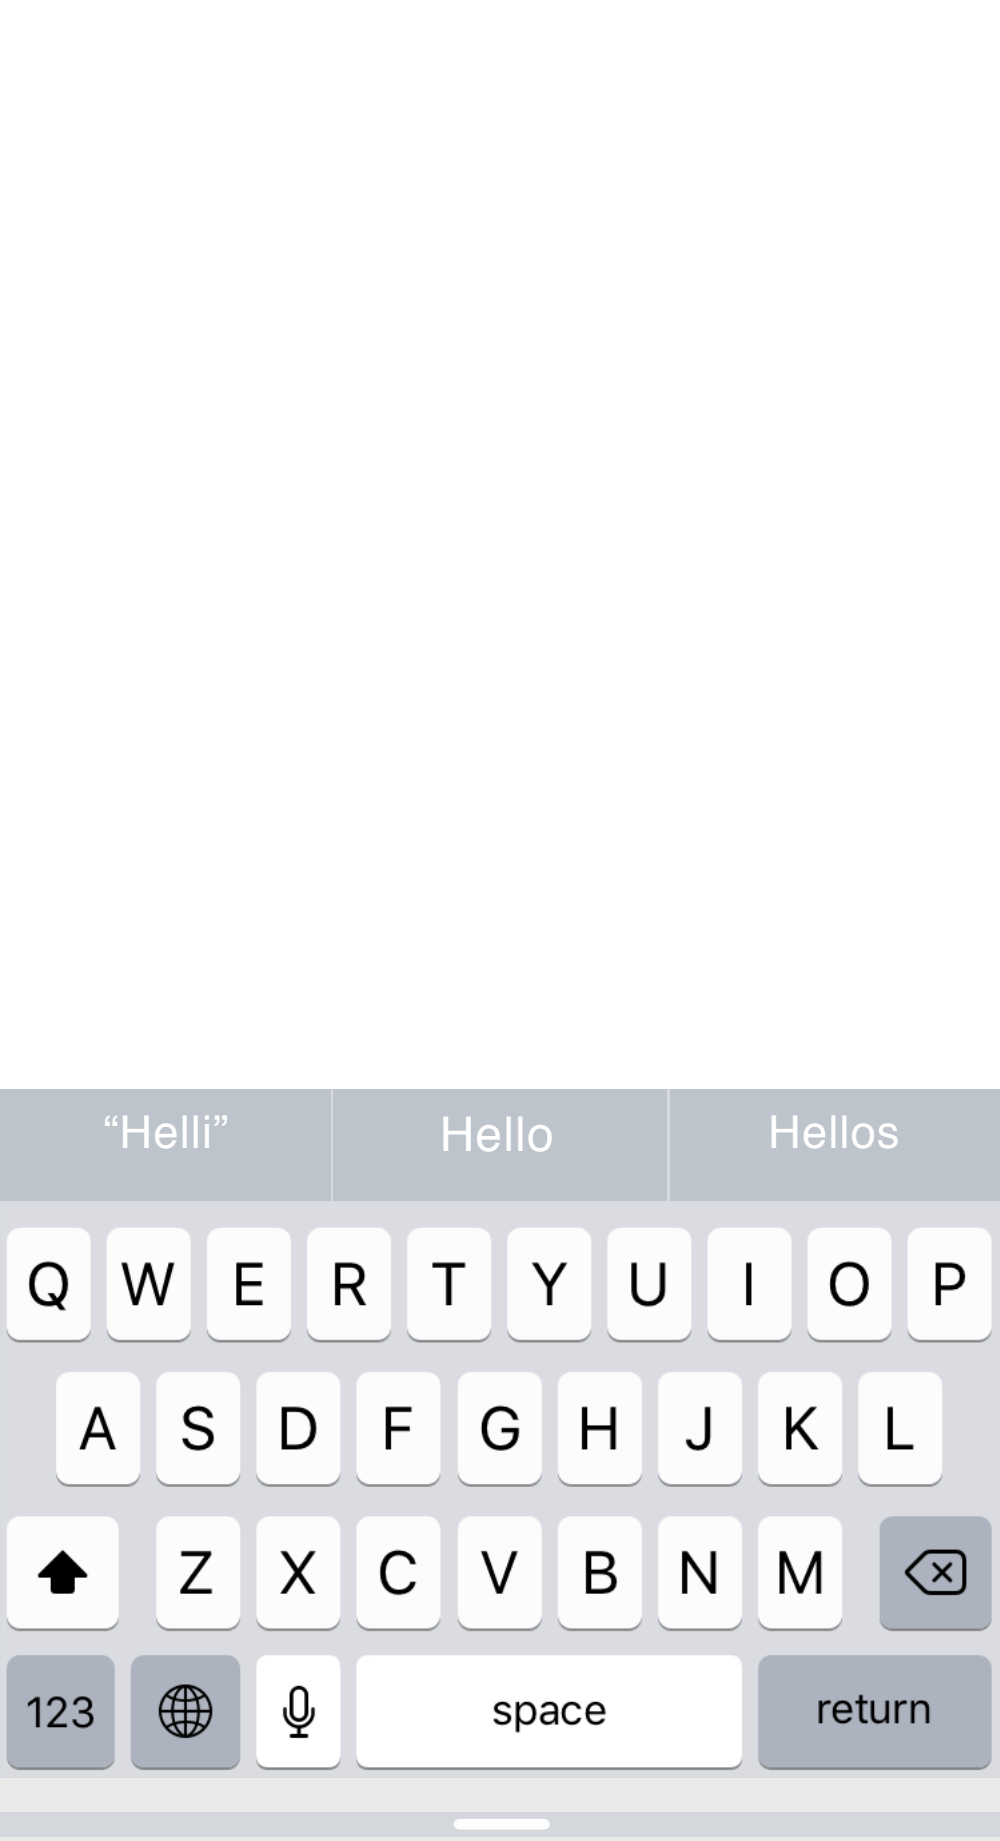 “Helli” Hello Hellos
Q W E R T Y U I O P
A S D F G H J K L
Z X C V B N M
123 space return